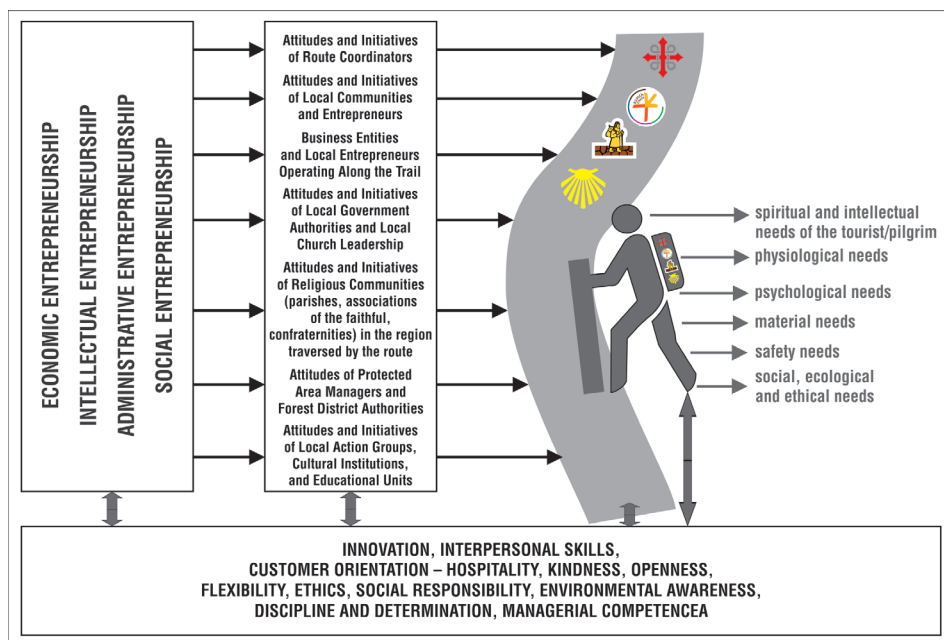 ECONOMIC ENTREPRENEURSHIP
INTELLECTUAL ENTREPRENEURSHIP
ADMINISTRATIVE ENTREPRENEURSHIP
SOCIAL ENTREPRENEURSHIP
Attitudes and Initiatives
of Route Coordinators
Attitudes and Initiatives
of Local Communities
and Entrepreneurs
Business Entities
and Local Entrepreneurs
Operating Along the Trail
Attitudes and Initiatives
of Local Government
Authorities and Local
Church Leadership
Attitudes and Initiatives
of Religious Communities
(parishes, associations
of the faithful,
confraternities) in the region
traversed by the route
Attitudes of Protected
Area Managers and
Forest District Authorities
Attitudes and Initiatives
of Local Action Groups,
Cultural Institutions,
and Educational Units
spiritual and intellectual
needs of the tourist/pilgrim
physiological needs
psychological needs
material needs
safety needs
social, ecological
and ethical needs
INNOVATION, INTERPERSONAL SKILLS,
CUSTOMER ORIENTATION – HOSPITALITY, KINDNESS, OPENNESS,
FLEXIBILITY, ETHICS, SOCIAL RESPONSIBILITY, ENVIRONMENTAL AWARENESS,
DISCIPLINE AND DETERMINATION, MANAGERIAL COMPETENCEA